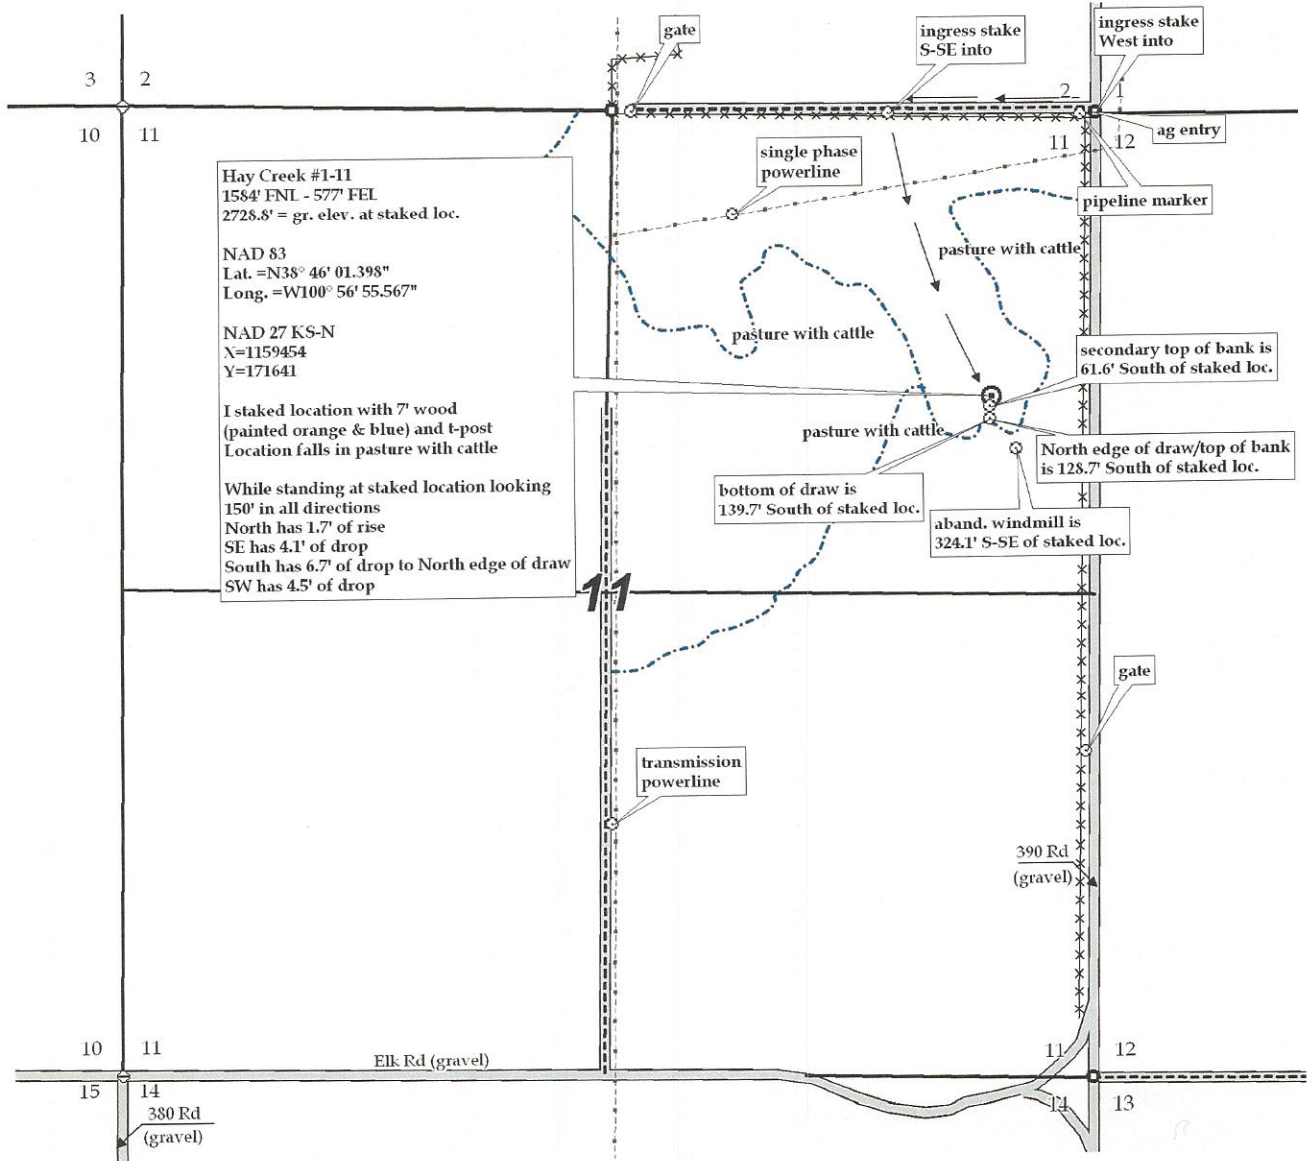 gate
ingress stake
S-SE into
ingress stake
West into
3
2
2
1
10
11
11
12
ag entry
single phase
powerline
pipeline marker
Hay Creek #1-11
1584' FNL - 577' FEL
2728.8' = gr. elev. at staked loc.
NAD 83
Lat. =N38° 46' 01.398"
Long. =W100° 56' 55.567"
NAD 27 KS-N
X=1159454
Y=171641
I staked location with 7' wood
(painted orange & blue) and t-post
Location falls in pasture with cattle
While standing at staked location looking
150' in all directions
North has 1.7' of rise
SE has 4.1' of drop
South has 6.7' of drop to North edge of draw
SW has 4.5' of drop
pasture with cattle
pasture with cattle
secondary top of bank is
61.6' South of staked loc.
pasture with cattle
North edge of draw/top of bank
is 128.7' South of staked loc.
bottom of draw is
139.7' South of staked loc.
aband. windmill is
324.1' S-SE of staked loc.
11
gate
transmission
powerline
390 Rd
(gravel)
10
11
Elk Rd (gravel)
11
12
15
14
14
13
380 Rd
(gravel)